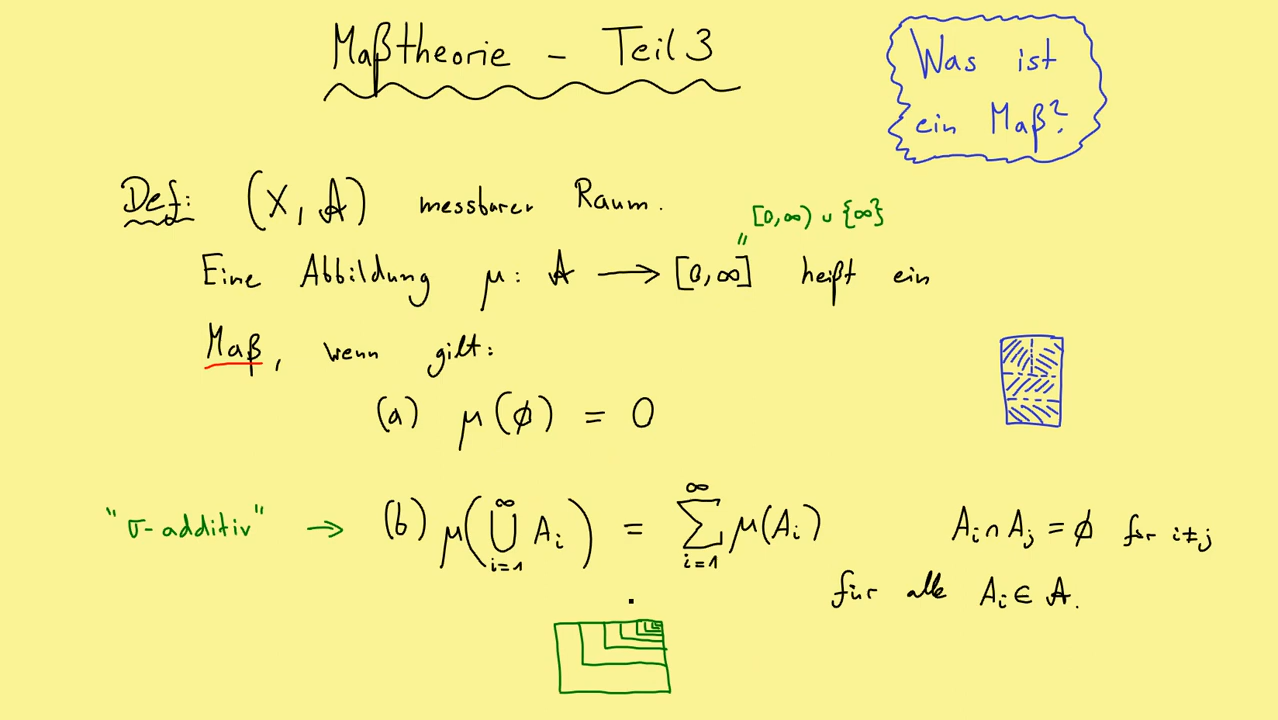 Maßtheorie – Teil 3
Was ist
ein Maß?
Def: (X, 𝒜) messbarer Raum.
[0,∞) ∪ {∞}
"
Eine Abbildung μ: 𝒜 ⟶ [0,∞] heißt ein
Maß, wenn gilt:
(a) μ(∅) = 0
"σ-additiv" → (b) μ(⋃_{i=1}^{∞} A_i) = ∑_{i=1}^{∞} μ(A_i) A_i ∩ A_j = ∅ für i≠j
für alle A_i ∈ 𝒜.